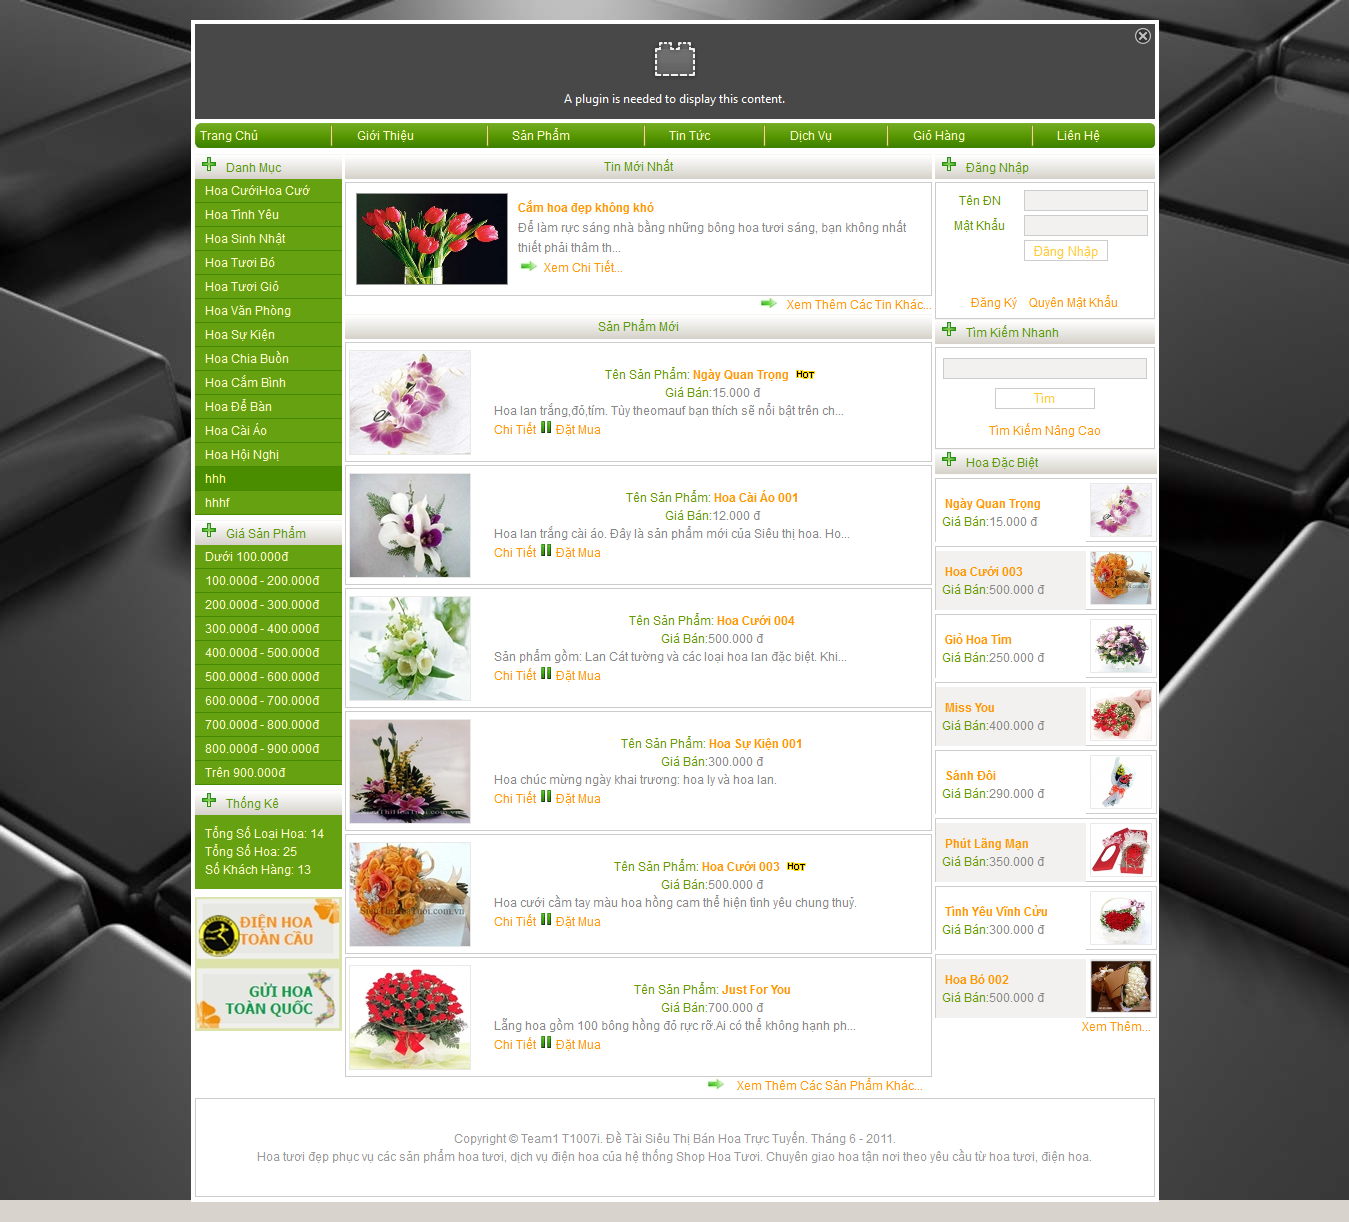 A plugin is needed to display this content.
Trang Chủ
Giới Thiệu
Sản Phẩm
Tin Tức
Dịch Vụ
Giỏ Hàng
Liên Hệ
Danh Mục
Hoa CướiHoa Cướ
Hoa Tình Yêu
Hoa Sinh Nhật
Hoa Tươi Bó
Hoa Tươi Giỏ
Hoa Văn Phòng
Hoa Sự Kiện
Hoa Chia Buồn
Hoa Cắm Bình
Hoa Để Bàn
Hoa Cài Áo
Hoa Hội Nghị
hhh
hhhf
Giá Sản Phẩm
Dưới 100.000đ
100.000đ - 200.000đ
200.000đ - 300.000đ
300.000đ - 400.000đ
400.000đ - 500.000đ
500.000đ - 600.000đ
600.000đ - 700.000đ
700.000đ - 800.000đ
800.000đ - 900.000đ
Trên 900.000đ
Thống Kê
Tổng Số Loại Hoa: 14
Tổng Số Hoa: 25
Số Khách Hàng: 13
ĐIỆN HOA
TOÀN CẦU
GỬI HOA
TOÀN QUỐC
Tin Mới Nhất
Cắm hoa đẹp không khó
Để làm rực sáng nhà bằng những bông hoa tươi sáng, bạn không nhất
thiết phải thâm th...
Xem Chi Tiết...
Xem Thêm Các Tin Khác...
Sản Phẩm Mới
Tên Sản Phẩm: Ngày Quan Trọng HOT
Giá Bán:15.000 đ
Hoa lan trắng,đỏ,tím. Tùy theomauf bạn thích sẽ nổi bật trên ch...
Chi Tiết Đặt Mua
Tên Sản Phẩm: Hoa Cài Áo 001
Giá Bán:12.000 đ
Hoa lan trắng cài áo. Đây là sản phẩm mới của Siêu thị hoa. Ho...
Chi Tiết Đặt Mua
Tên Sản Phẩm: Hoa Cưới 004
Giá Bán:500.000 đ
Sản phẩm gồm: Lan Cát tường và các loại hoa lan đặc biệt. Khi...
Chi Tiết Đặt Mua
Tên Sản Phẩm: Hoa Sự Kiện 001
Giá Bán:300.000 đ
Hoa chúc mừng ngày khai trương: hoa ly và hoa lan.
Chi Tiết Đặt Mua
SieuThiHoaTuoi.com.vn
Tên Sản Phẩm: Hoa Cưới 003 HOT
Giá Bán:500.000 đ
Hoa cưới cầm tay màu hoa hồng cam thể hiện tình yêu chung thuỷ.
Chi Tiết Đặt Mua
SieuThiHoaTuoi.com.vn
Tên Sản Phẩm: Just For You
Giá Bán:700.000 đ
Lẵng hoa gồm 100 bông hồng đỏ rực rỡ.Ai có thể không hạnh ph...
Chi Tiết Đặt Mua
Xem Thêm Các Sản Phẩm Khác...
Đăng Nhập
Tên ĐN
Mật Khẩu
Đăng Nhập
Đăng Ký Quyên Mật Khẩu
Tìm Kiếm Nhanh
Tìm
Tìm Kiếm Nâng Cao
Hoa Đặc Biệt
Ngày Quan Trọng
Giá Bán:15.000 đ
Hoa Cưới 003
Giá Bán:500.000 đ
Giỏ Hoa Tím
Giá Bán:250.000 đ
Miss You
Giá Bán:400.000 đ
Sánh Đôi
Giá Bán:290.000 đ
Phút Lãng Mạn
Giá Bán:350.000 đ
Tình Yêu Vĩnh Cửu
Giá Bán:300.000 đ
Hoa Bó 002
Giá Bán:500.000 đ
Xem Thêm...
Copyright © Team1 T1007i. Đề Tài Siêu Thị Bán Hoa Trực Tuyến. Tháng 6 - 2011.
Hoa tươi đẹp phục vụ các sản phẩm hoa tươi, dịch vụ điện hoa của hệ thống Shop Hoa Tươi. Chuyên giao hoa tận nơi theo yêu cầu từ hoa tươi, điện hoa.